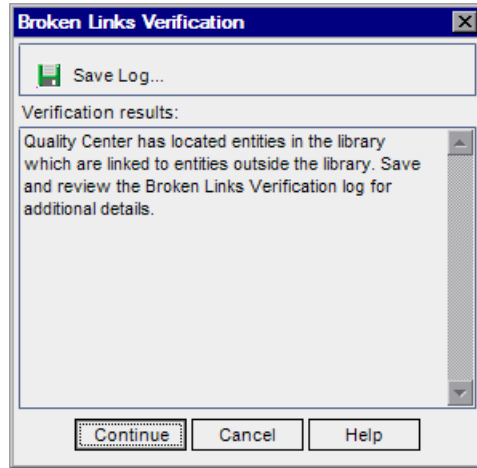 Broken Links Verification
Save Log...
Verification results:
Quality Center has located entities in the library
which are linked to entities outside the library. Save
and review the Broken Links Verification log for
additional details.
Continue Cancel Help